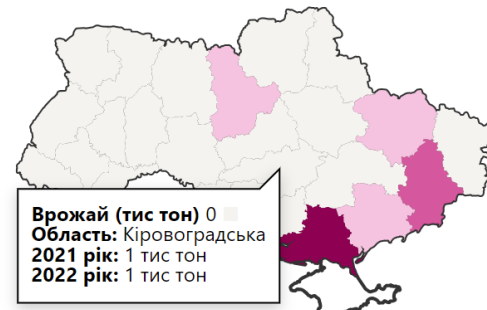 Врожай (тис тон) 0
Область: Кіровоградська
2021 рік: 1 тис тон
2022 рік: 1 тис тон